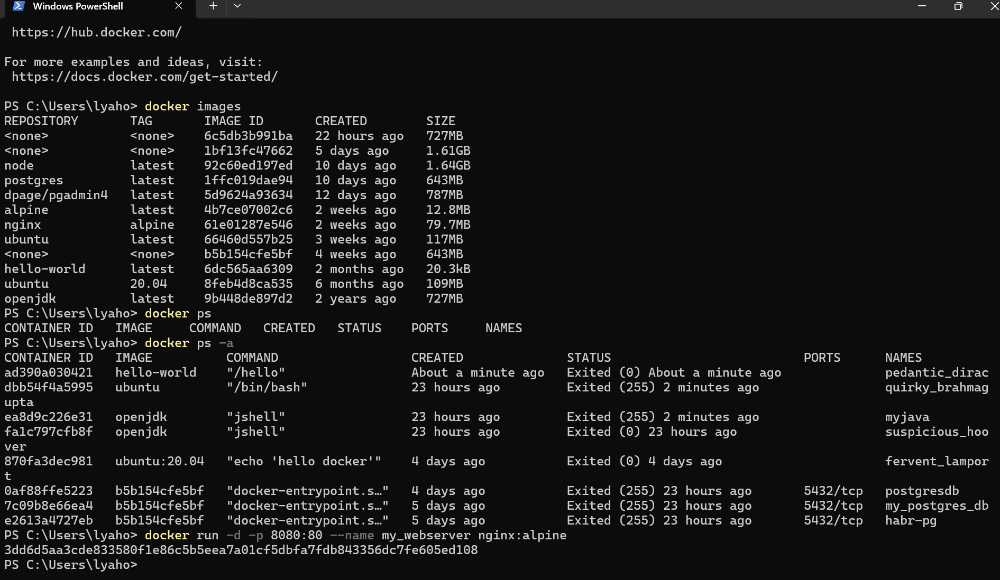 Windows PowerShell
https://hub.docker.com/
For more examples and ideas, visit:
https://docs.docker.com/get-started/
PS C:\Users\lyaho> docker images
REPOSITORY TAG IMAGE ID CREATED SIZE
<none> <none> 6c5db3b991ba 22 hours ago 727MB
<none> <none> 1bf13fc47662 5 days ago 1.61GB
node latest 92c60ed197ed 10 days ago 1.64GB
postgres latest 1ffc019dae94 10 days ago 643MB
dpage/pgadmin4 latest 5d9624a93634 12 days ago 787MB
alpine latest 4b7ce07002c6 2 weeks ago 12.8MB
nginx alpine 61e01287e546 2 weeks ago 79.7MB
ubuntu latest 66460d557b25 3 weeks ago 117MB
<none> <none> b5b154cfe5bf 4 weeks ago 643MB
hello-world latest 6dc565aa6309 2 months ago 20.3kB
ubuntu 20.04 8feb4d8ca535 6 months ago 109MB
openjdk latest 9b448de897d2 2 years ago 727MB
PS C:\Users\lyaho> docker ps
CONTAINER ID IMAGE COMMAND CREATED STATUS PORTS NAMES
PS C:\Users\lyaho> docker ps -a
CONTAINER ID IMAGE COMMAND CREATED STATUS PORTS NAMES
ad390a030421 hello-world "/hello" About a minute ago Exited (0) About a minute ago pedantic_dirac
dbb54f4a5995 ubuntu "/bin/bash" 23 hours ago Exited (255) 2 minutes ago quirky_brahmag
upta
ea8d9c226e31 openjdk "jshell" 23 hours ago Exited (255) 2 minutes ago myjava
fa1c797cfb8f openjdk "jshell" 23 hours ago Exited (0) 23 hours ago suspicious_hoo
ver
870fa3dec981 ubuntu:20.04 "echo 'hello docker'" 4 days ago Exited (0) 4 days ago fervent_lampor
t
0af88ffe5223 b5b154cfe5bf "docker-entrypoint.s…" 4 days ago Exited (255) 23 hours ago 5432/tcp postgresdb
7c09b8e66ea4 b5b154cfe5bf "docker-entrypoint.s…" 5 days ago Exited (255) 23 hours ago 5432/tcp my_postgres_db
e2613a4727eb b5b154cfe5bf "docker-entrypoint.s…" 5 days ago Exited (255) 23 hours ago 5432/tcp habr-pg
PS C:\Users\lyaho> docker run -d -p 8080:80 --name my_webserver nginx:alpine
3dd6d5aa3cde833580f1e86c5b5eea7a01cf5dbfa7fdb843356dc7fe605ed108
PS C:\Users\lyaho>